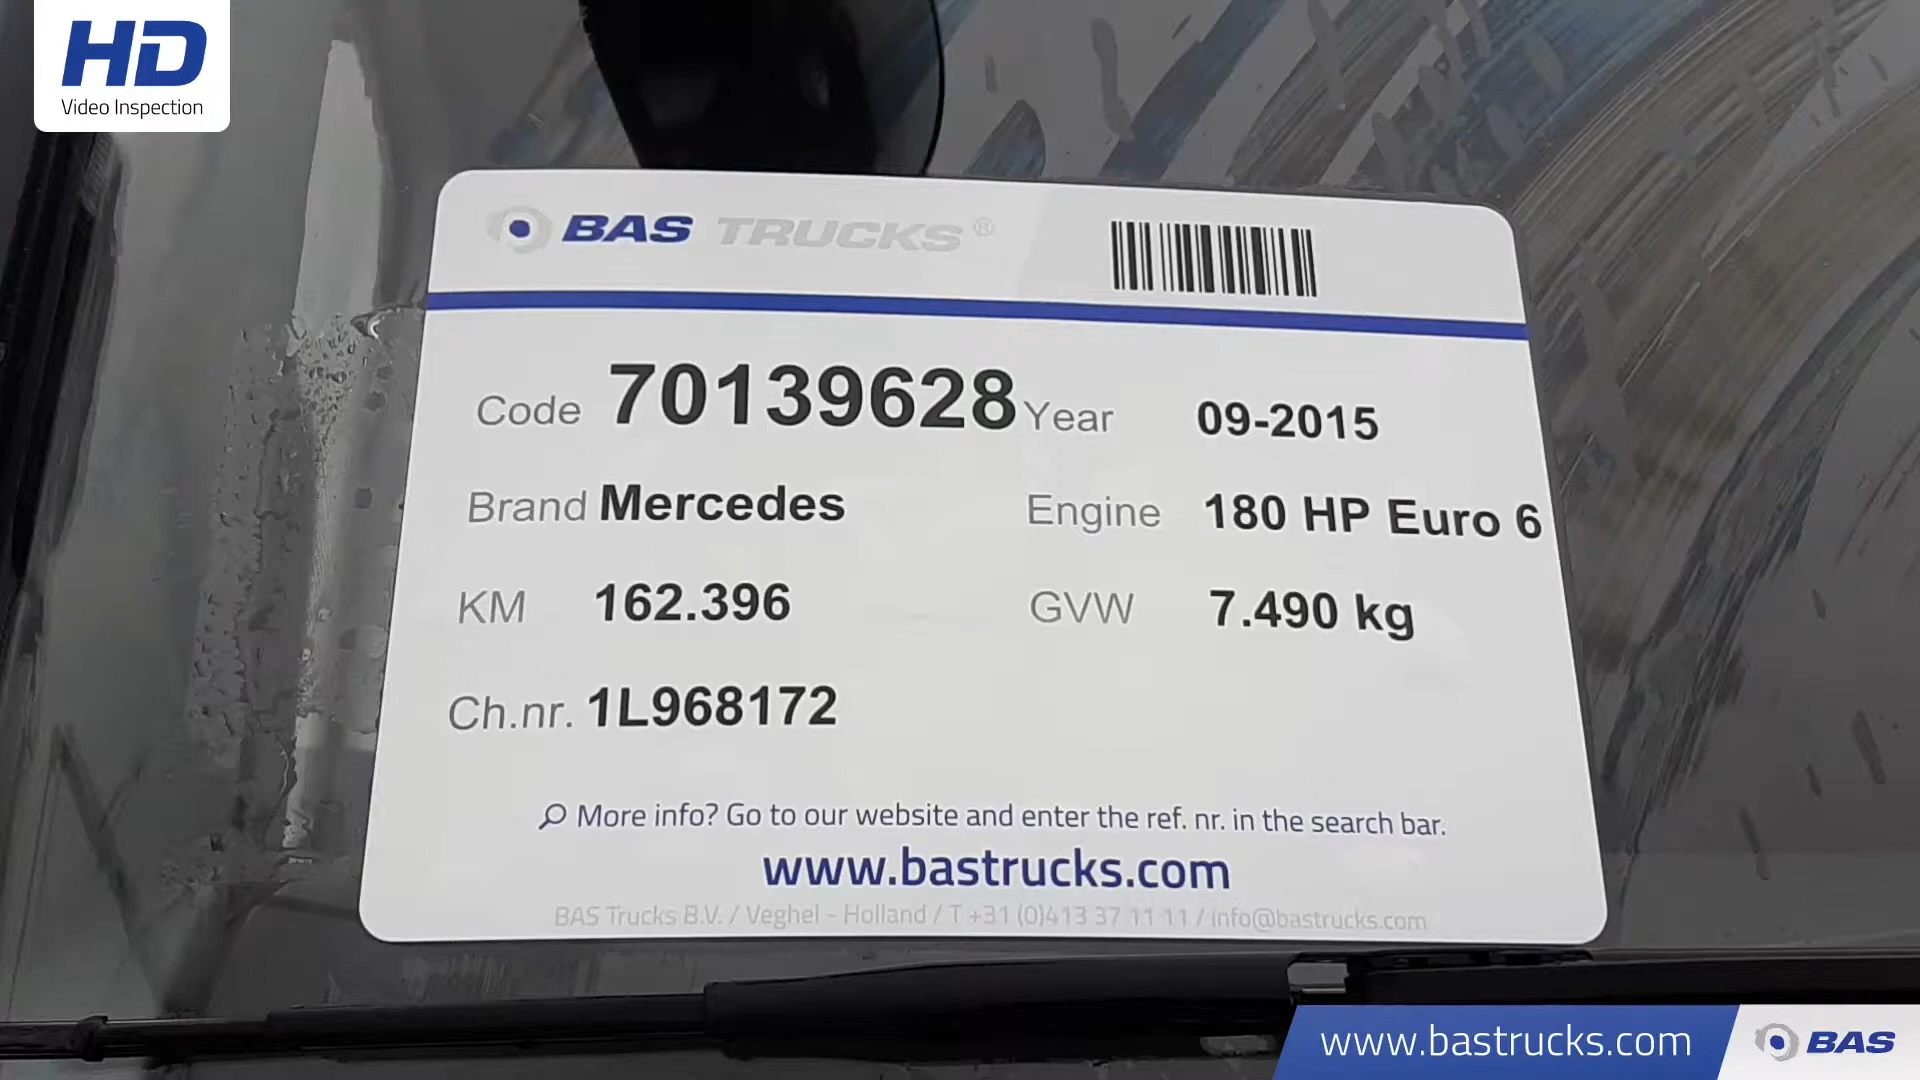 HD
Video Inspection
BAS TRUCKS®
Code 70139628 Year 09-2015
Brand Mercedes Engine 180 HP Euro 6
KM 162.396 GVW 7.490 kg
Ch.nr. 1L968172
More info? Go to our website and enter the ref. nr. in the search bar.
www.bastrucks.com
BAS Trucks B.V. / Veghel - Holland / T +31 (0)413 37 11 11 / info@bastrucks.com
www.bastrucks.com BAS